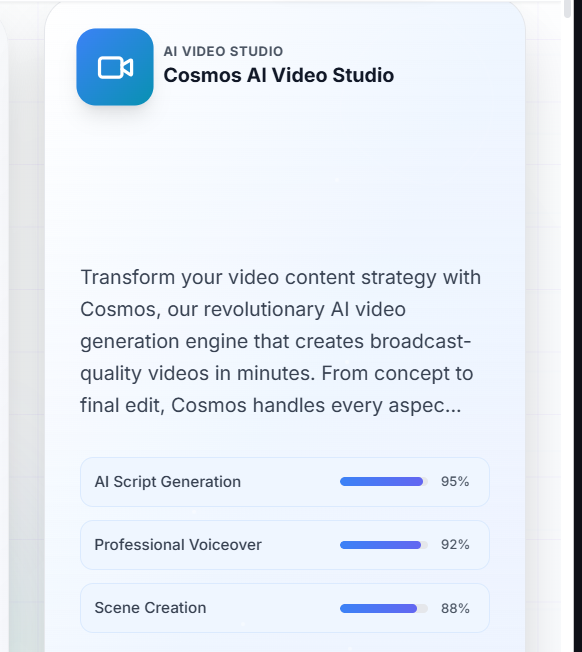 AI VIDEO STUDIO
Cosmos AI Video Studio
Transform your video content strategy with
Cosmos, our revolutionary AI video
generation engine that creates broadcast-
quality videos in minutes. From concept to
final edit, Cosmos handles every aspec...
AI Script Generation 95%
Professional Voiceover 92%
Scene Creation 88%